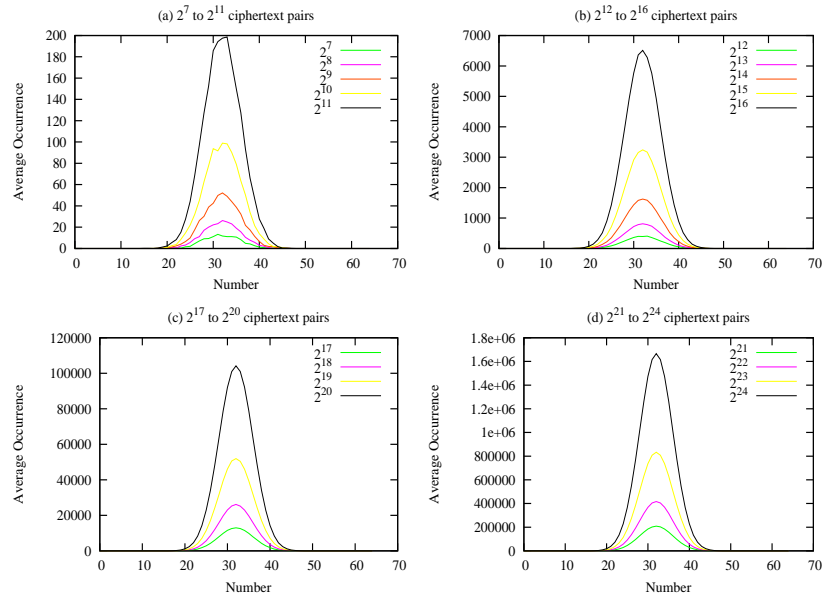 (a) 2^7 to 2^11 ciphertext pairs
200
180
160
140
120
100
80
60
40
20
0
Average Occurrence
2^7
2^8
2^9
2^10
2^11
0 10 20 30 40 50 60 70
Number
(b) 2^12 to 2^16 ciphertext pairs
7000
6000
5000
4000
3000
2000
1000
0
Average Occurrence
2^12
2^13
2^14
2^15
2^16
0 10 20 30 40 50 60 70
Number
(c) 2^17 to 2^20 ciphertext pairs
120000
100000
80000
60000
40000
20000
0
Average Occurrence
2^17
2^18
2^19
2^20
0 10 20 30 40 50 60 70
Number
(d) 2^21 to 2^24 ciphertext pairs
1.8e+06
1.6e+06
1.4e+06
1.2e+06
1e+06
800000
600000
400000
200000
0
Average Occurrence
2^21
2^22
2^23
2^24
0 10 20 30 40 50 60 70
Number